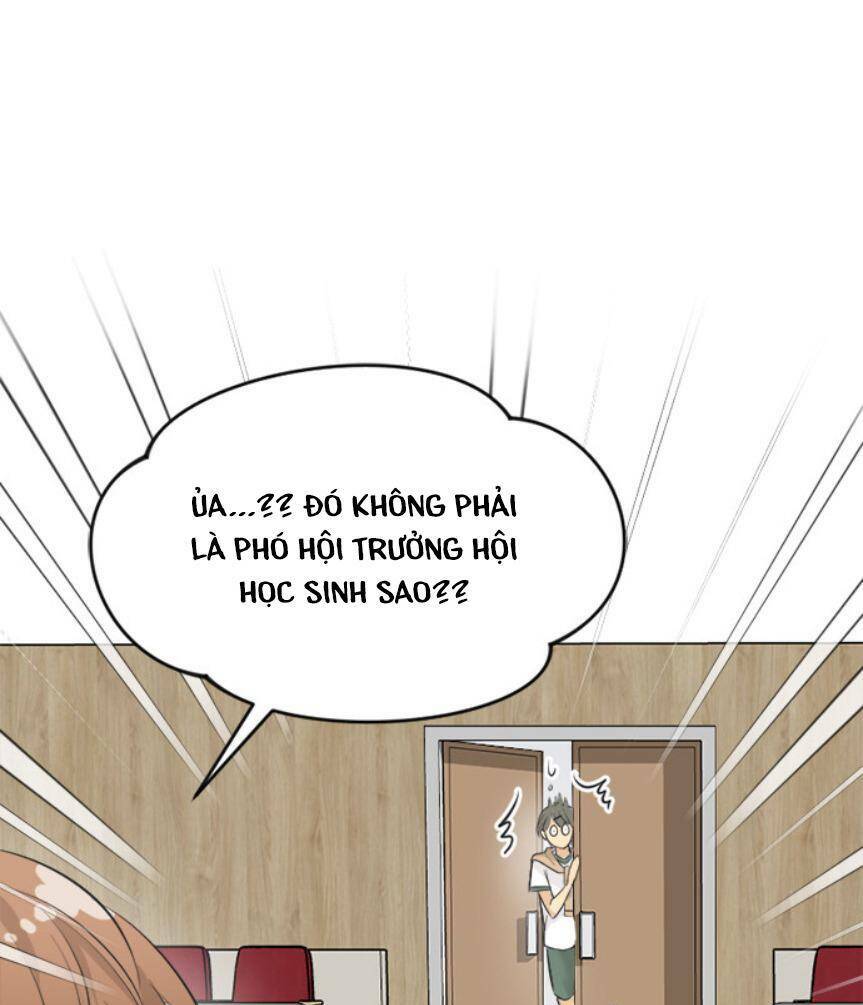 ỦA...?? ĐÓ KHÔNG PHẢI
LÀ PHÓ HỘI TRƯỞNG HỘI
HỌC SINH SAO??